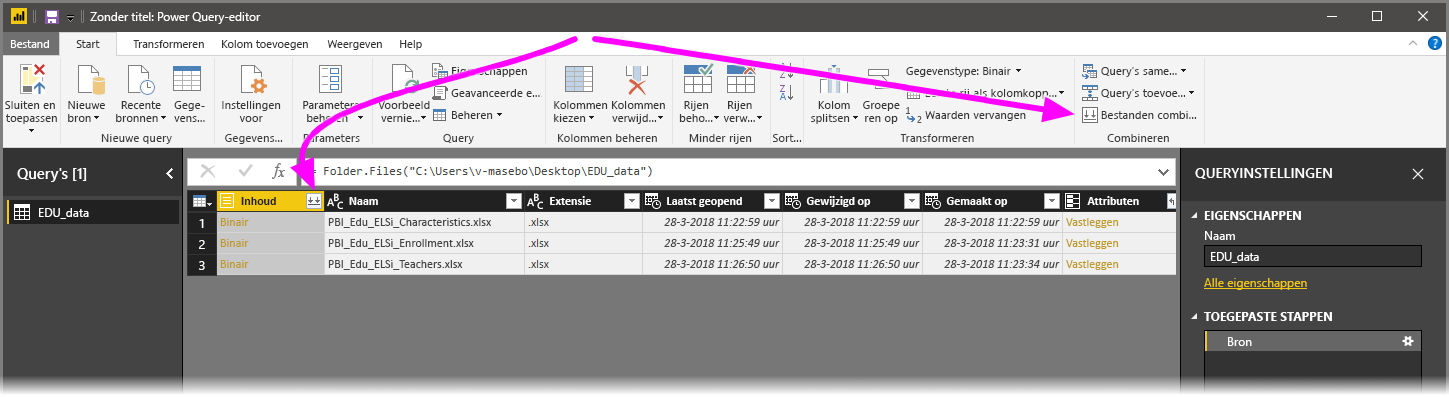 Zonder titel: Power Query-editor
Bestand Start Transformeren Kolom toevoegen Weergeven Help
Sluiten en toepassen
Nieuwe bron
Recente bronnen
Gege-vens...
Nieuwe query
Instellingen voor
Gegevens...
Parameters beheren
Parameters
Voorbeeld vernie...
Eigenschappen
Geavanceerde e...
Beheren
Query
Kolommen kiezen
Kolommen verwijd...
Kolommen beheren
Rijen beho...
Rijen verw...
Minder rijen
Sort...
Kolom splitsen
Groepe ren op
Gegevenstype: Binair
rij als kolomkopn...
Waarden vervangen
Transformeren
Query's same...
Query's toevoe...
Bestanden combi...
Combineren
Query's [1]
EDU_data
= Folder.Files("C:\Users\v-masebo\Desktop\EDU_data")
Inhoud Naam Extensie Laatst geopend Gewijzigd op Gemaakt op Attributen
1 Binair PBI_Edu_ELSi_Characteristics.xlsx .xlsx 28-3-2018 11:22:59 uur 28-3-2018 11:22:59 uur 28-3-2018 11:22:59 uur Vastleggen
2 Binair PBI_Edu_ELSi_Enrollment.xlsx .xlsx 28-3-2018 11:25:49 uur 28-3-2018 11:25:49 uur 28-3-2018 11:23:31 uur Vastleggen
3 Binair PBI_Edu_ELSi_Teachers.xlsx .xlsx 28-3-2018 11:26:50 uur 28-3-2018 11:26:50 uur 28-3-2018 11:23:34 uur Vastleggen
QUERYINSTELLINGEN
EIGENSCHAPPEN
Naam
EDU_data
Alle eigenschappen
TOEGEPASTE STAPPEN
Bron